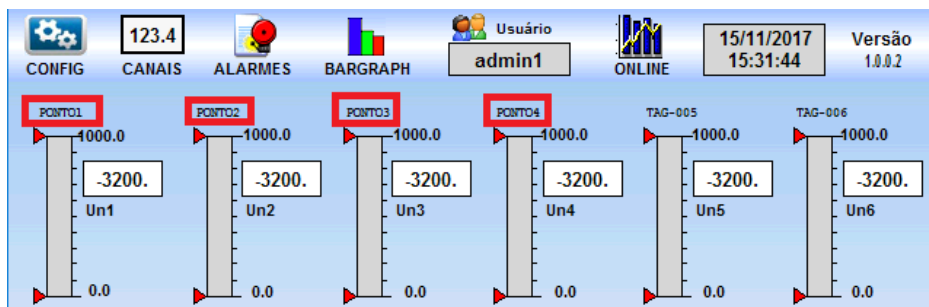 123.4
Usuário
15/11/2017
Versão
CONFIG
CANAIS
ALARMES
BARGRAPH
admin1
ONLINE
15:31:44
1.0.0.2
PONTO1
PONTO2
PONTO3
PONTO4
TAG-005
TAG-006
1000.0
1000.0
1000.0
1000.0
1000.0
1000.0
-3200.
-3200.
-3200.
-3200.
-3200.
-3200.
Un1
Un2
Un3
Un4
Un5
Un6
0.0
0.0
0.0
0.0
0.0
0.0